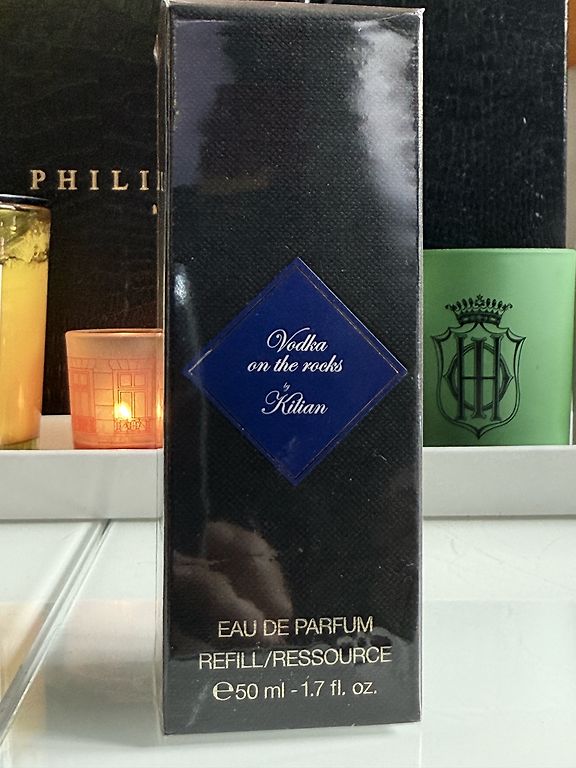 PHILI
Vodka
on the rocks
by
Kilian
EAU DE PARFUM
REFILL/RESSOURCE
℮50 ml - 1.7 fl. oz.